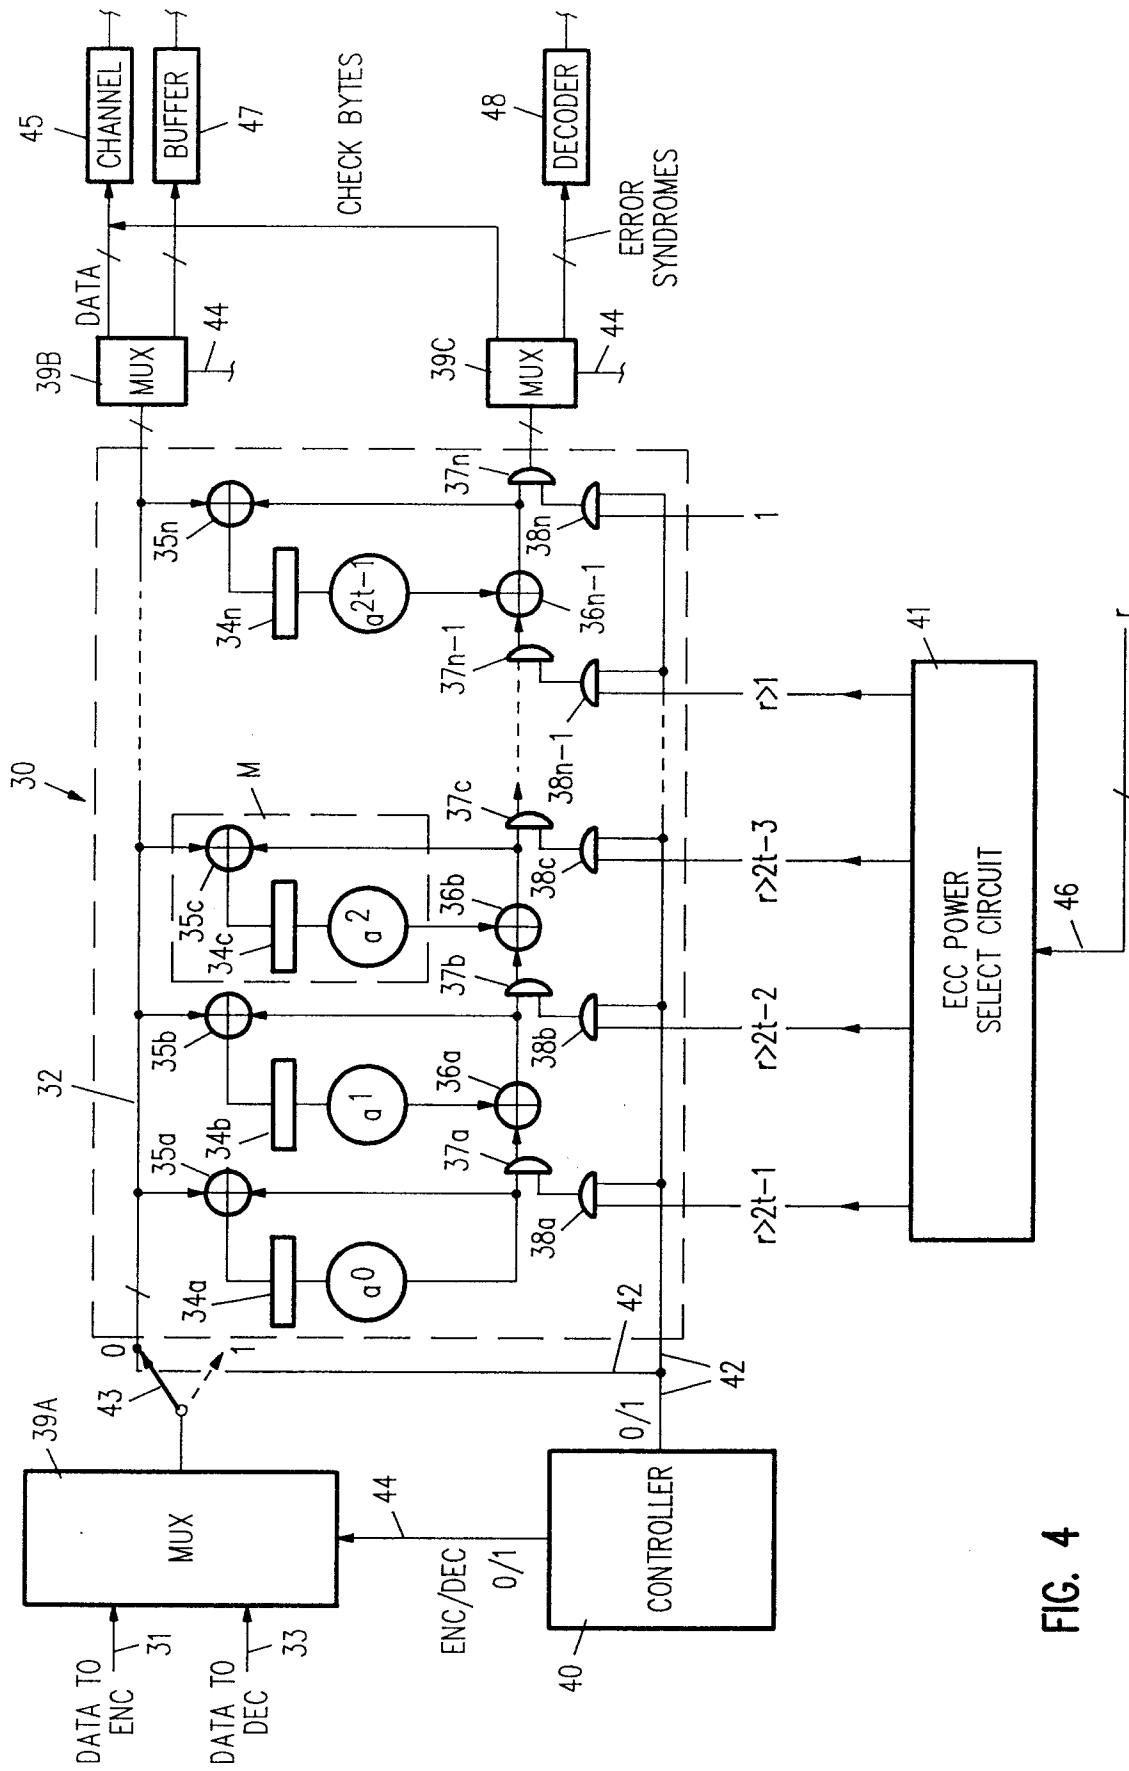 45
CHANNEL
BUFFER
47
DATA
CHECK BYTES
48
DECODER
ERROR
SYNDROMES
39B
MUX
44
39C
MUX
44
30
32
M
35n
34n
a2t-1
37n
38n
1
36n-1
37n-1
38n-1
r>1
35c
34c
a2
36b
37c
38c
r>2t-3
35b
34b
a1
36a
37b
38b
r>2t-2
35a
34a
a0
37a
38a
r>2t-1
41
ECC POWER
SELECT CIRCUIT
46
r
0
1
43
42
42
39A
MUX
DATA TO
ENC
31
DATA TO
DEC
33
44
ENC/DEC
0/1
0/1
CONTROLLER
40
FIG. 4